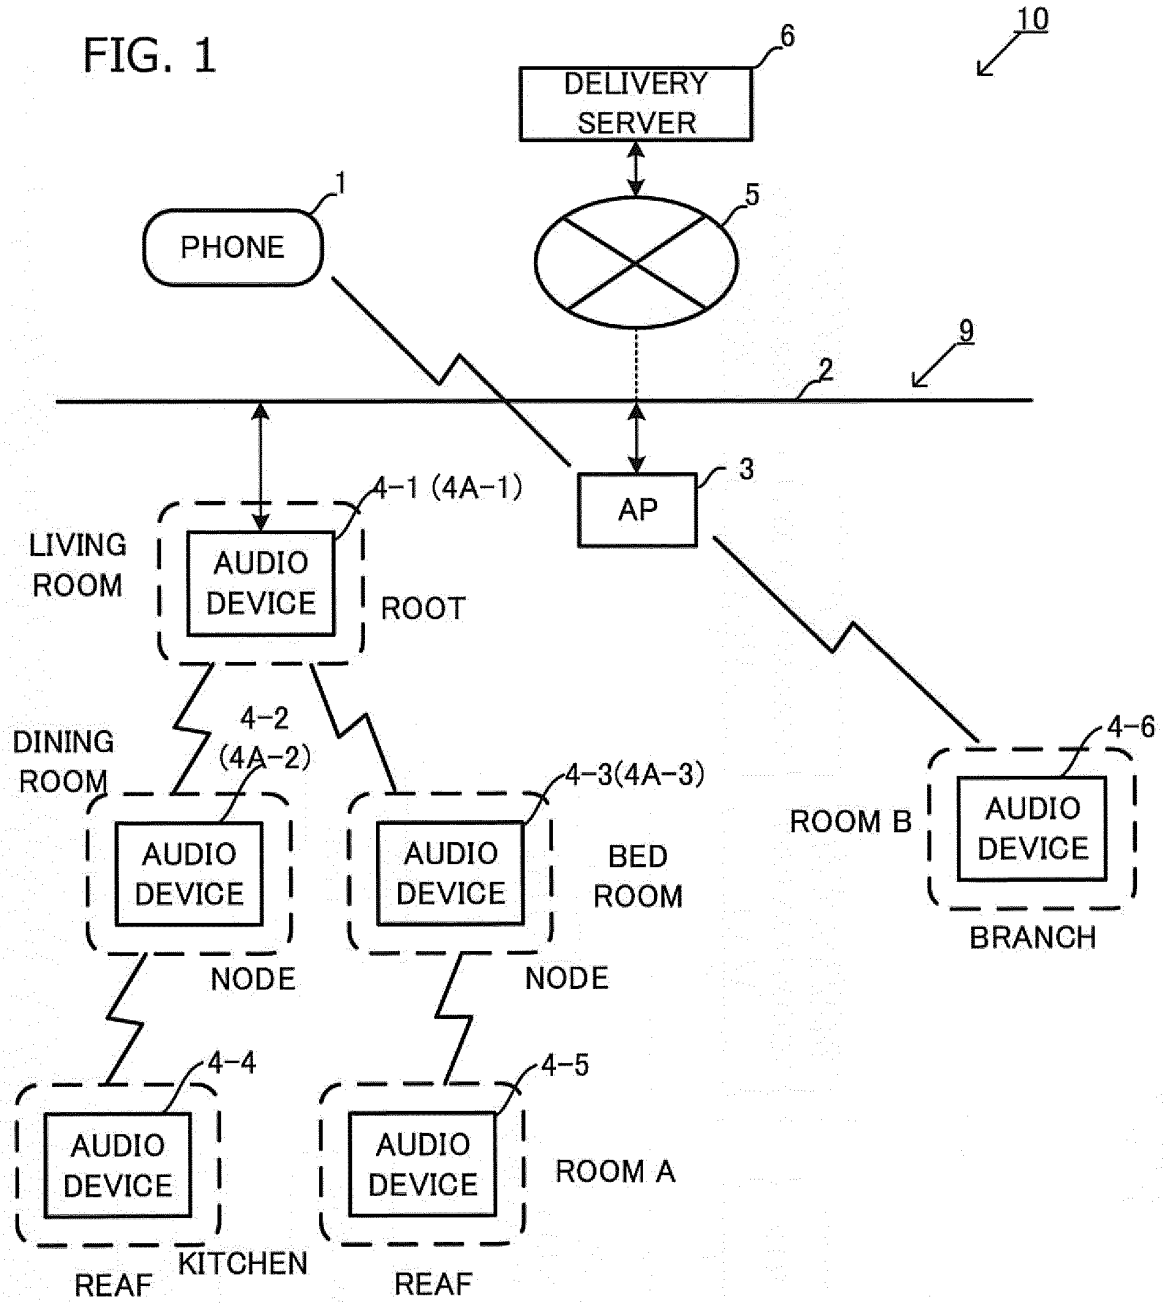 FIG. 1
10
6
DELIVERY
SERVER
1
PHONE
5
9
2
3
AP
4-1 (4A-1)
LIVING
ROOM
AUDIO
DEVICE
ROOT
4-2
(4A-2)
DINING
ROOM
4-3(4A-3)
4-6
AUDIO
DEVICE
NODE
AUDIO
DEVICE
BED
ROOM
NODE
ROOM B
AUDIO
DEVICE
BRANCH
4-4
AUDIO
DEVICE
KITCHEN
REAF
4-5
AUDIO
DEVICE
ROOM A
REAF